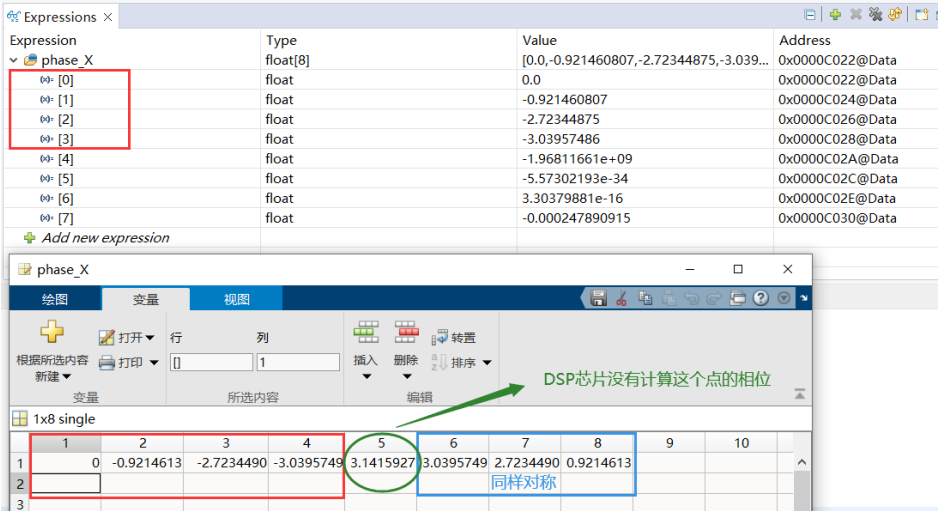 Expressions
Expression Type Value Address
phase_X float[8] [0.0,-0.921460807,-2.72344875,-3.039... 0x0000C022@Data
(x)= [0] float 0.0 0x0000C022@Data
(x)= [1] float -0.921460807 0x0000C024@Data
(x)= [2] float -2.72344875 0x0000C026@Data
(x)= [3] float -3.03957486 0x0000C028@Data
(x)= [4] float -1.96811661e+09 0x0000C02A@Data
(x)= [5] float -5.57302193e-34 0x0000C02C@Data
(x)= [6] float 3.30379881e-16 0x0000C02E@Data
(x)= [7] float -0.000247890915 0x0000C030@Data
Add new expression
phase_X
绘图 变量 视图
根据所选内容
新建
打开
打印
变量
行 列
[] 1
所选内容
插入 删除
转置
排序
编辑
DSP芯片没有计算这个点的相位
1x8 single
1 2 3 4 5 6 7 8 9 10
1 0 -0.9214613 -2.7234490 -3.0395749 3.1415927 3.0395749 2.7234490 0.9214613
2
同样对称
3